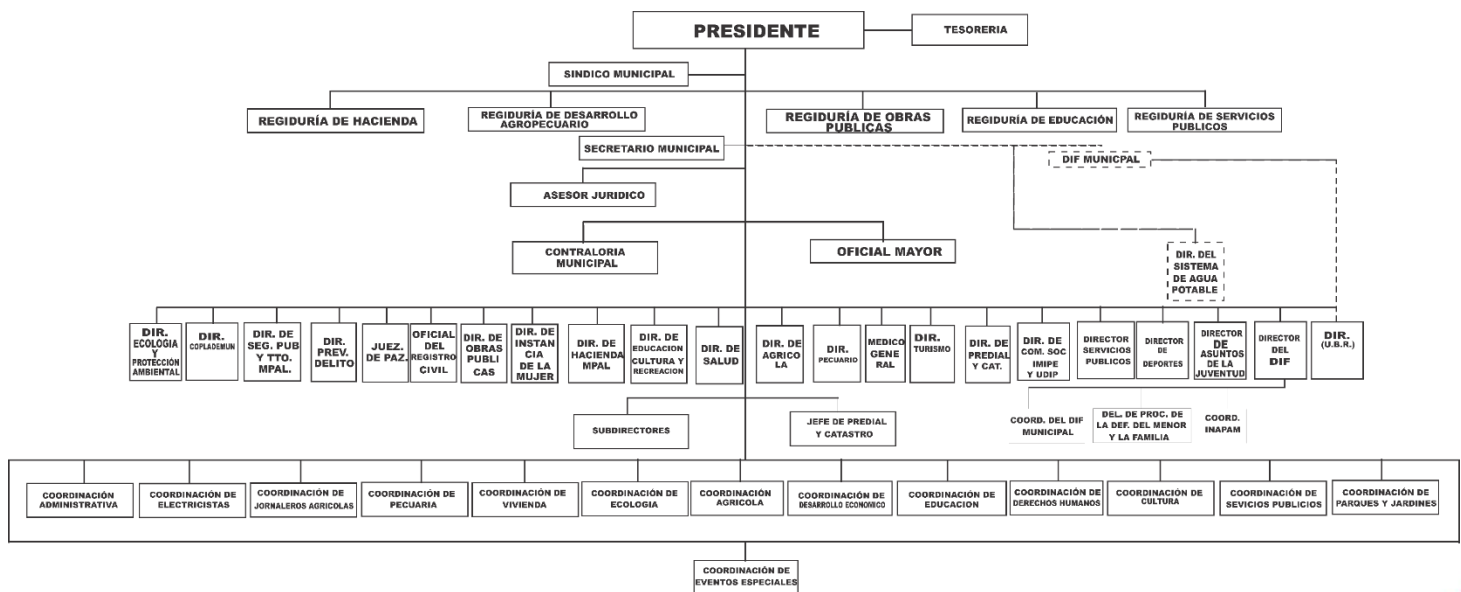 PRESIDENTE
TESORERIA
SINDICO MUNICIPAL
REGIDURÍA DE HACIENDA
REGIDURÍA DE DESARROLLO
AGROPECUARIO
REGIDURÍA DE OBRAS
PUBLICAS
REGIDURÍA DE EDUCACIÓN
REGIDURÍA DE SERVICIOS
PUBLICOS
SECRETARIO MUNICIPAL
DIF MUNICPAL
ASESOR JURIDICO
CONTRALORIA
MUNICIPAL
OFICIAL MAYOR
DIR. DEL
SISTEMA
DE AGUA
POTABLE
DIR.
ECOLOGIA
Y
PROTECCIÓN
AMBIENTAL
DIR.
COPLADEMUN
DIR. DE
SEG. PUB
Y TTO.
MPAL.
DIR.
PREV.
DELITO
JUEZ.
DE PAZ.
OFICIAL
DEL
REGISTRO
CIVIL
DIR. DE
OBRAS
PUBLI
CAS
DIR. DE
INSTAN
CIA
DE LA
MUJER
DIR. DE
HACIENDA
MPAL
DIR. DE
EDUCACION
CULTURA Y
RECREACION
DIR. DE
SALUD
DIR. DE
AGRICO
LA
DIR.
PECUARIO
MEDICO
GENE
RAL
DIR.
TURISMO
DIR. DE
PREDIAL
Y CAT.
DIR. DE
COM. SOC
IMIPE
Y UDIP
DIRECTOR
SERVICIOS
PUBLICOS
DIRECTOR
DE
DEPORTES
DIRECTOR
DE
ASUNTOS
DE LA
JUVENTUD
DIRECTOR
DEL
DIF
DIR.
(U.B.R.)
SUBDIRECTORES
JEFE DE PREDIAL
Y CATASTRO
COORD. DEL DIF
MUNICIPAL
DEL. DE PROC. DE
LA DEF. DEL MENOR
Y LA FAMILIA
COORD.
INAPAM
COORDINACIÓN
ADMINISTRATIVA
COORDINACIÓN DE
ELECTRICISTAS
COORDINACIÓN DE
JORNALEROS AGRICOLAS
COORDINACIÓN DE
PECUARIA
COORDINACIÓN DE
VIVIENDA
COORDINACIÓN DE
ECOLOGIA
COORDINACIÓN
AGRICOLA
COORDINACIÓN DE
DESARROLLO ECONOMICO
COORDINACIÓN DE
EDUCACION
COORDINACIÓN DE
DERECHOS HUMANOS
COORDINACIÓN DE
CULTURA
COORDINACIÓN DE
SEVICIOS PUBLICIOS
COORDINACIÓN DE
PARQUES Y JARDINES
COORDINACIÓN DE
EVENTOS ESPECIALES